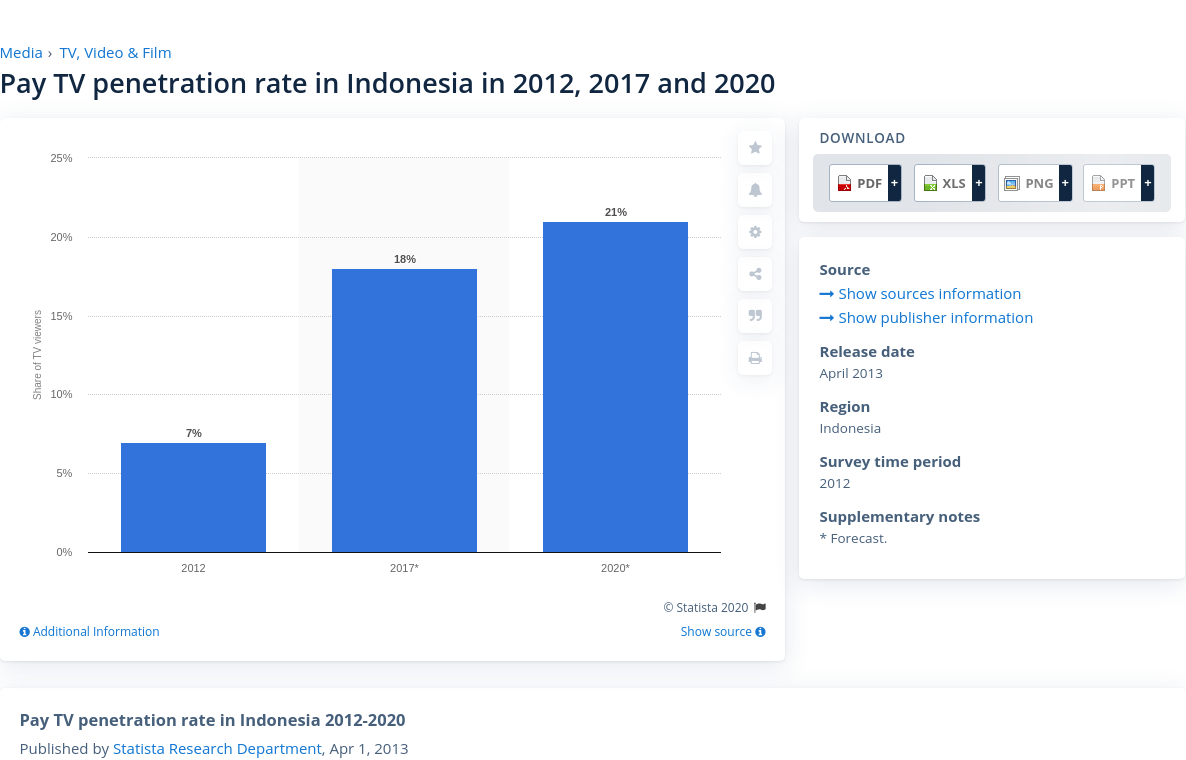 Media › TV, Video & Film
Pay TV penetration rate in Indonesia in 2012, 2017 and 2020
25%
20%
15%
10%
5%
0%
Share of TV viewers
7%
18%
21%
2012
2017*
2020*
© Statista 2020
Additional Information
Show source
DOWNLOAD
PDF +
XLS +
PNG +
PPT +
Source
Show sources information
Show publisher information
Release date
April 2013
Region
Indonesia
Survey time period
2012
Supplementary notes
* Forecast.
Pay TV penetration rate in Indonesia 2012-2020
Published by Statista Research Department, Apr 1, 2013